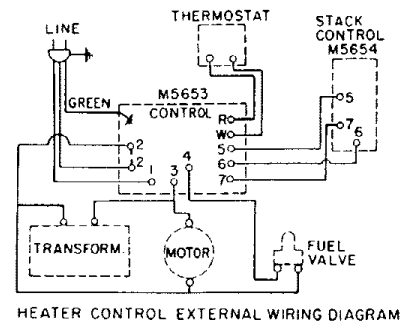 THERMOSTAT
STACK
CONTROL
M5654
LINE
GREEN
M5653
CONTROL
R
W
5
6
7
2
2
1
3
4
5
7
6
TRANSFORM.
MOTOR
FUEL
VALVE
HEATER CONTROL EXTERNAL WIRING DIAGRAM